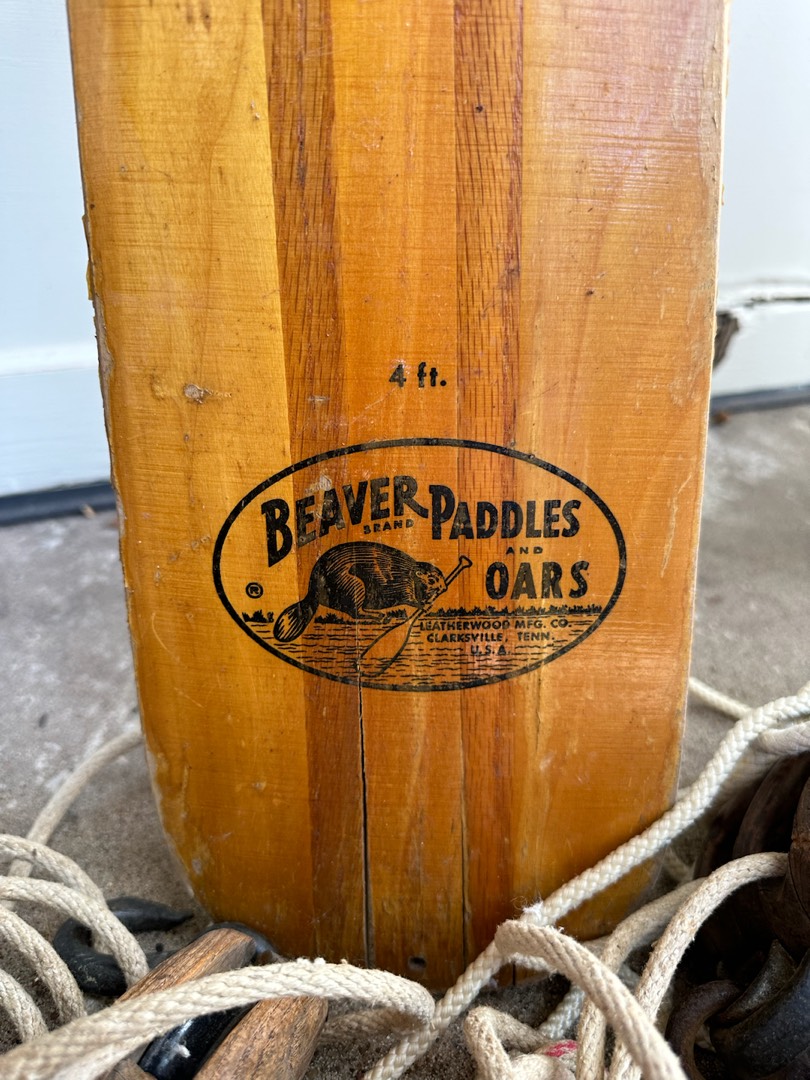 4 ft.
BEAVER PADDLES
BRAND
AND
OARS
®
LEATHERWOOD MFG. CO.
CLARKSVILLE, TENN.
U.S.A.